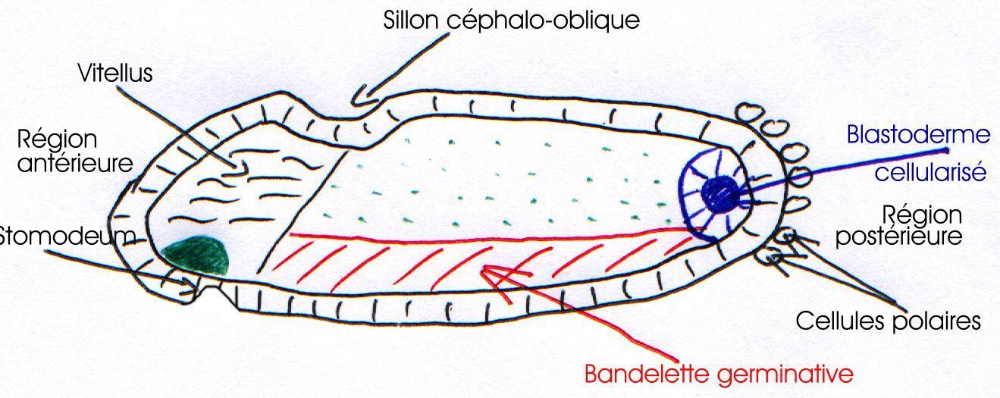 Sillon céphalo-oblique
Vitellus
Région
antérieure
Stomodeum
Blastoderme
cellularisé
Région
postérieure
Cellules polaires
Bandelette germinative